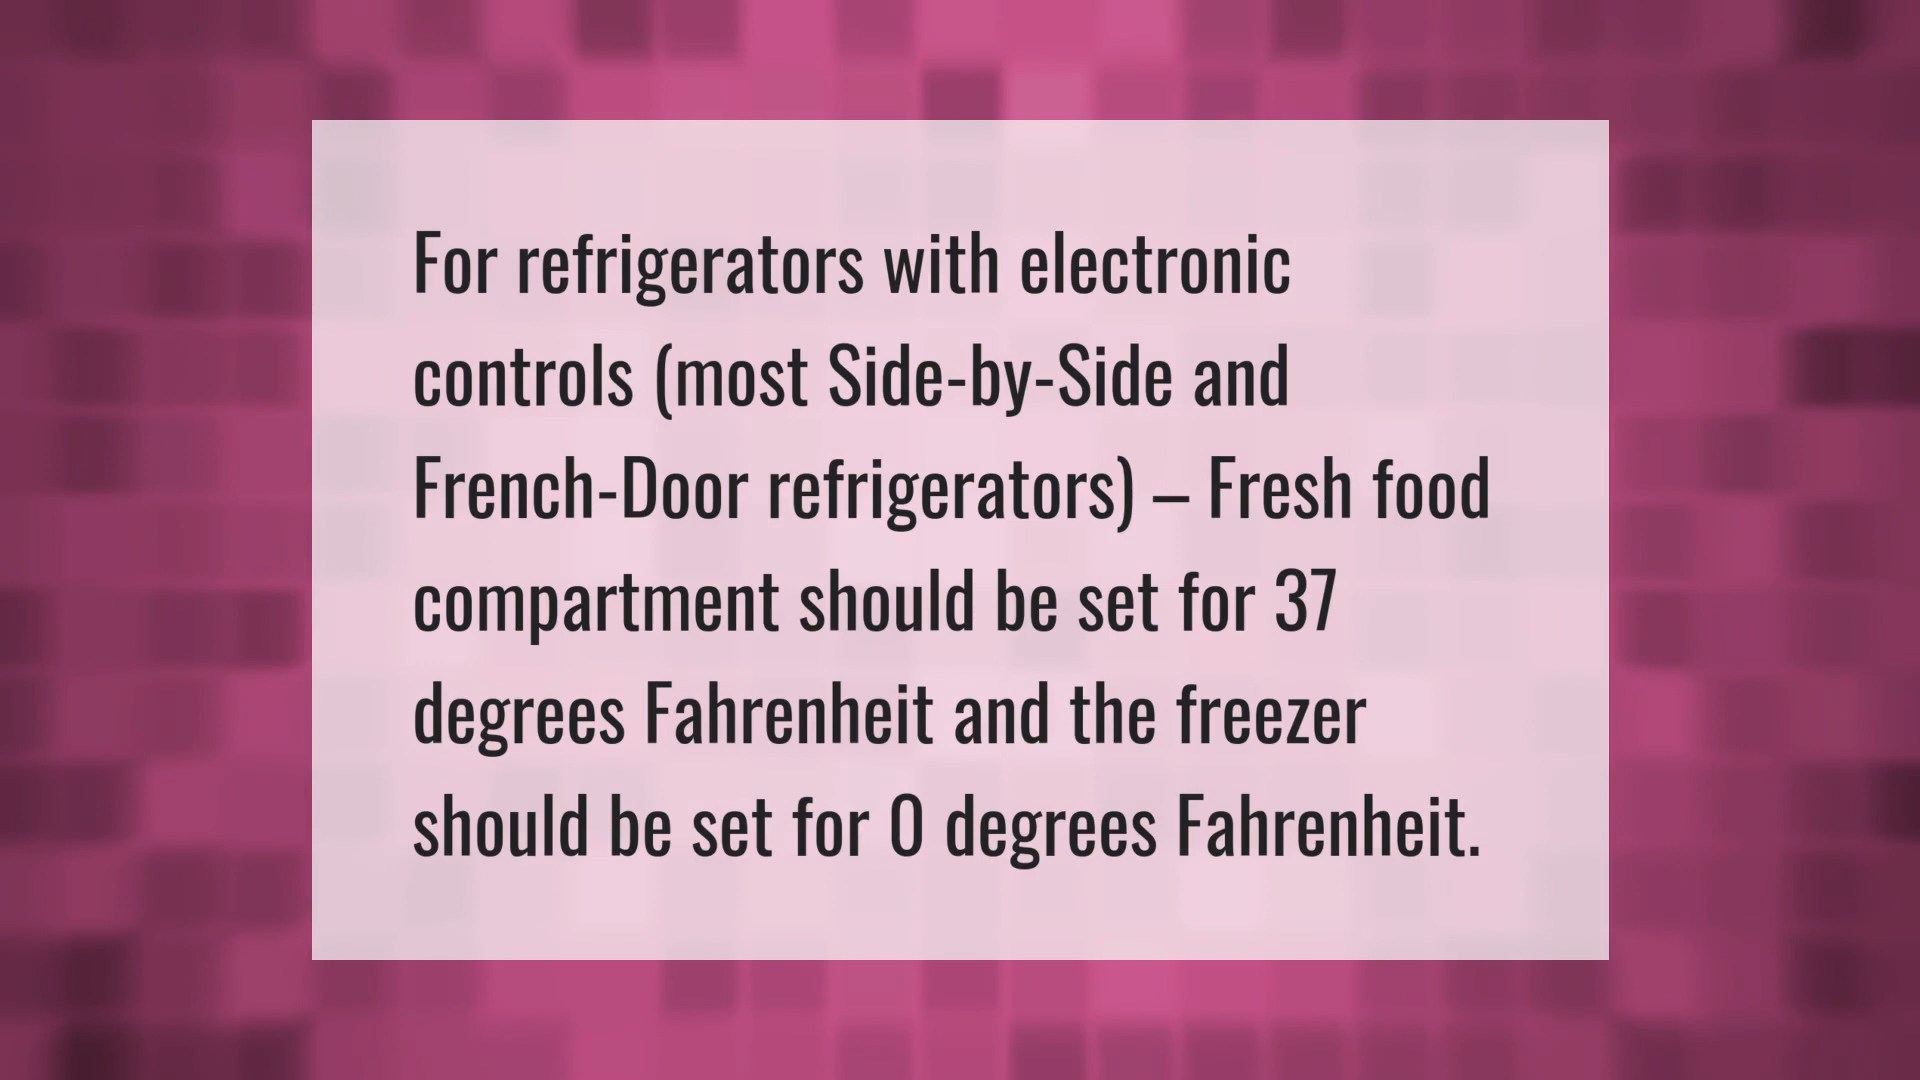 For refrigerators with electronic
controls (most Side-by-Side and
French-Door refrigerators) – Fresh food
compartment should be set for 37
degrees Fahrenheit and the freezer
should be set for 0 degrees Fahrenheit.